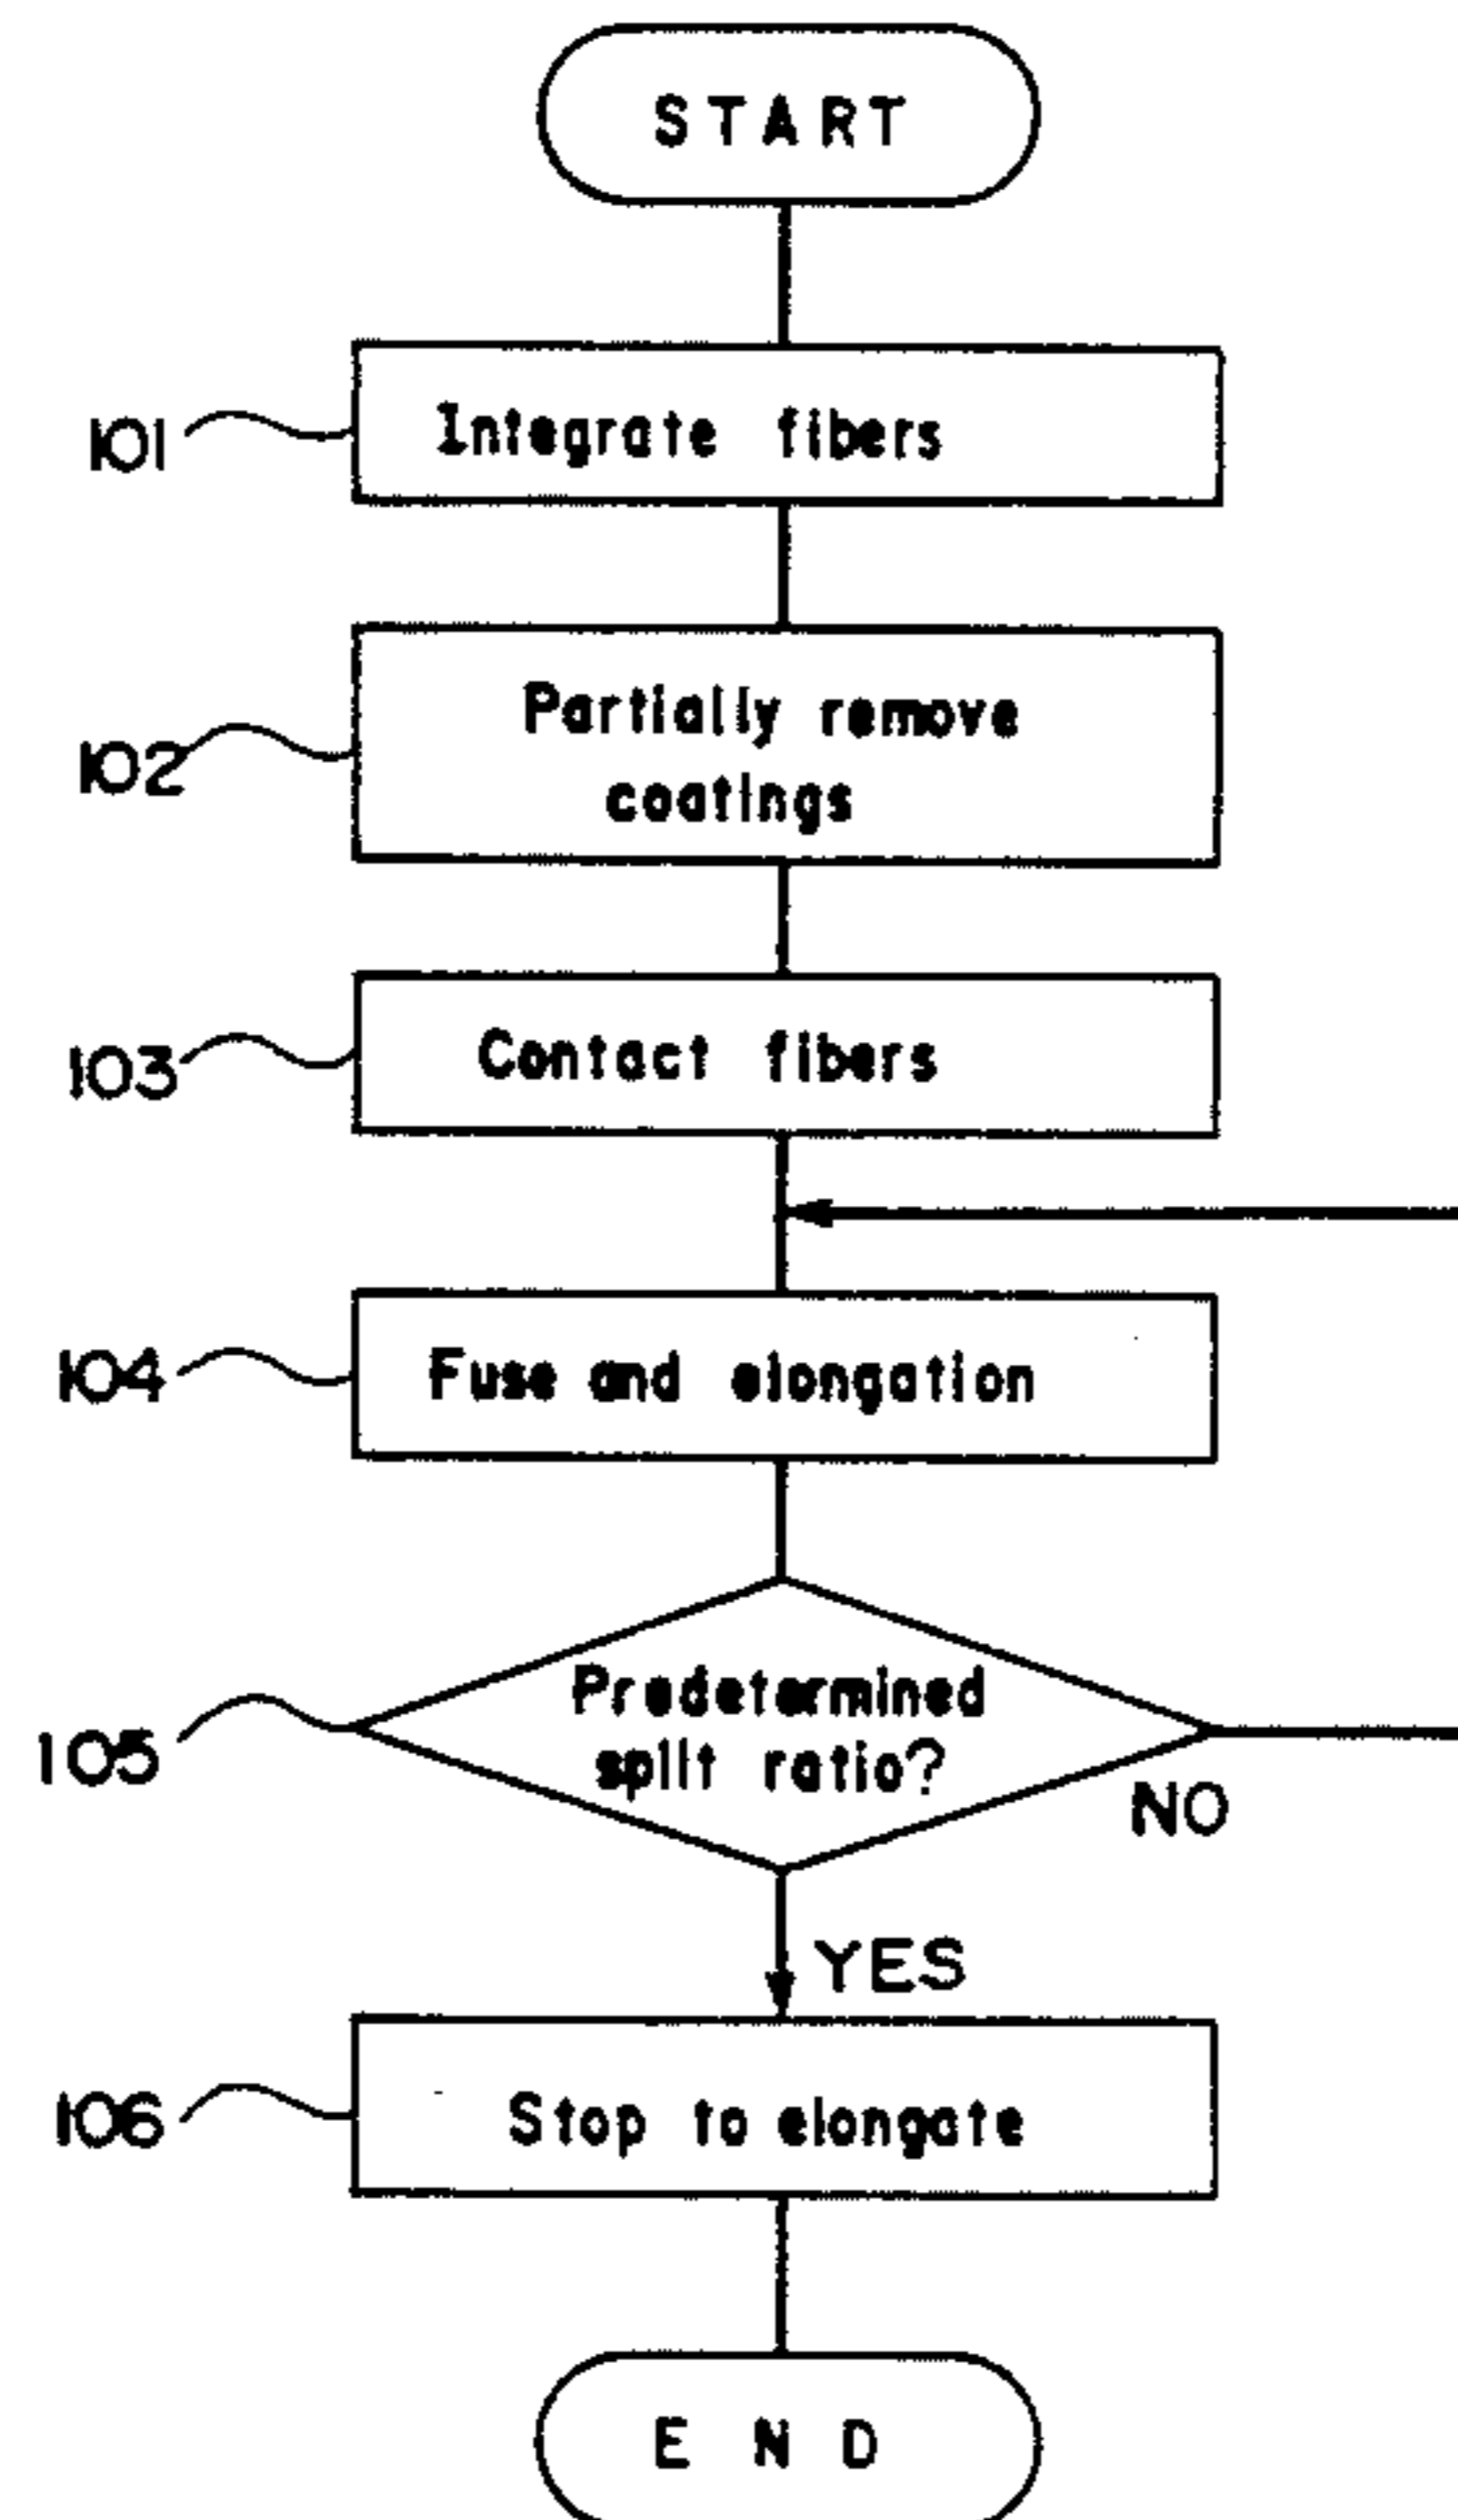 START
101
Integrate fibers
102
Partially remove
coatings
103
Contact fibers
104
Fuse and elongation
105
Predetermined
split ratio?
NO
YES
106
Stop to elongate
END